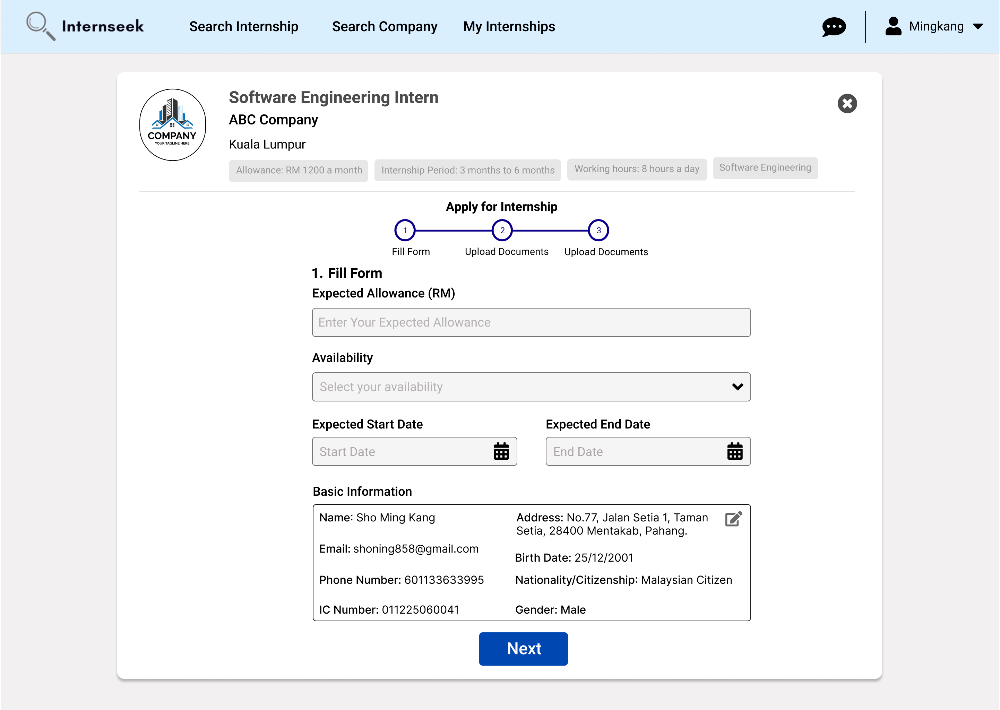 Internseek
Search Internship
Search Company
My Internships
Mingkang
COMPANY
YOUR TAGLINE HERE
Software Engineering Intern
ABC Company
Kuala Lumpur
Allowance: RM 1200 a month
Internship Period: 3 months to 6 months
Working hours: 8 hours a day
Software Engineering
Apply for Internship
1
2
3
Fill Form
Upload Documents
Upload Documents
1. Fill Form
Expected Allowance (RM)
Enter Your Expected Allowance
Availability
Select your availability
Expected Start Date
Start Date
Expected End Date
End Date
Basic Information
Name: Sho Ming Kang
Email: shoning858@gmail.com
Phone Number: 601133633995
IC Number: 011225060041
Address: No.77, Jalan Setia 1, Taman
Setia, 28400 Mentakab, Pahang.
Birth Date: 25/12/2001
Nationality/Citizenship: Malaysian Citizen
Gender: Male
Next